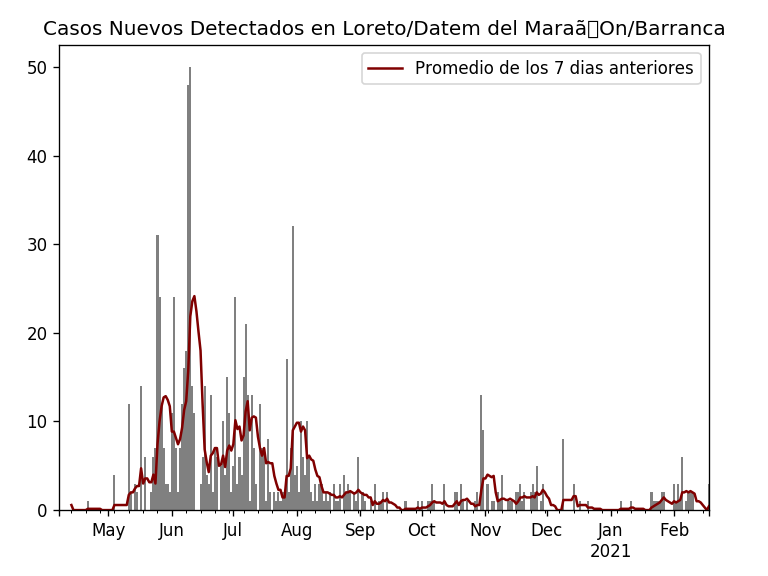 Casos Nuevos Detectados en Loreto/Datem del Maraã▯On/Barranca
Promedio de los 7 dias anteriores
50
40
30
20
10
0
May Jun Jul Aug Sep Oct Nov Dec Jan Feb
2021